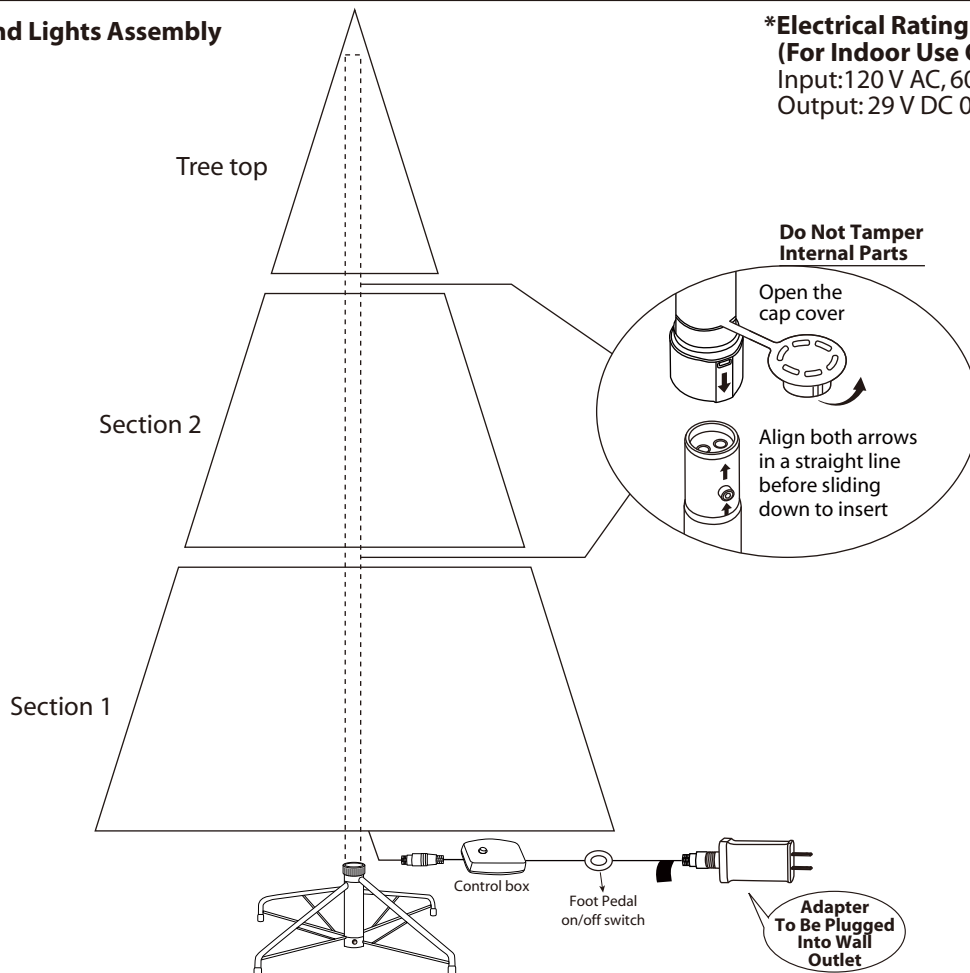 nd Lights Assembly
*Electrical Rating
(For Indoor Use
Input:120 V AC, 60
Output: 29 V DC 0
Tree top
Do Not Tamper
Internal Parts
Open the
cap cover
Section 2
Align both arrows
in a straight line
before sliding
down to insert
Section 1
Control box
Foot Pedal
on/off switch
Adapter
To Be Plugged
Into Wall
Outlet